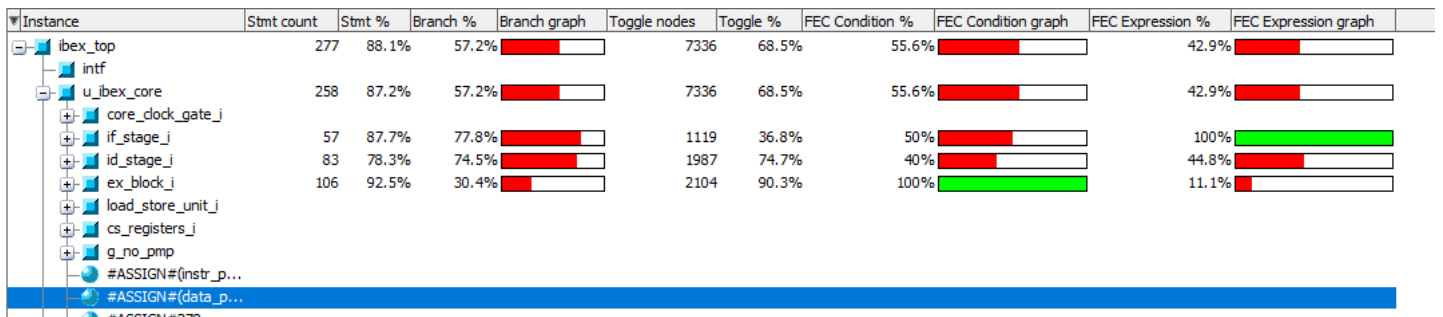 Instance Stmt count Stmt % Branch % Branch graph Toggle nodes Toggle % FEC Condition % FEC Condition graph FEC Expression % FEC Expression graph
ibex_top 277 88.1% 57.2% 7336 68.5% 55.6% 42.9%
intf
u_ibex_core 258 87.2% 57.2% 7336 68.5% 55.6% 42.9%
core_clock_gate_i
if_stage_i 57 87.7% 77.8% 1119 36.8% 50% 100%
id_stage_i 83 78.3% 74.5% 1987 74.7% 40% 44.8%
ex_block_i 106 92.5% 30.4% 2104 90.3% 100% 11.1%
load_store_unit_i
cs_registers_i
g_no_pmp
#ASSIGN#(instr_p...
#ASSIGN#(data_p...